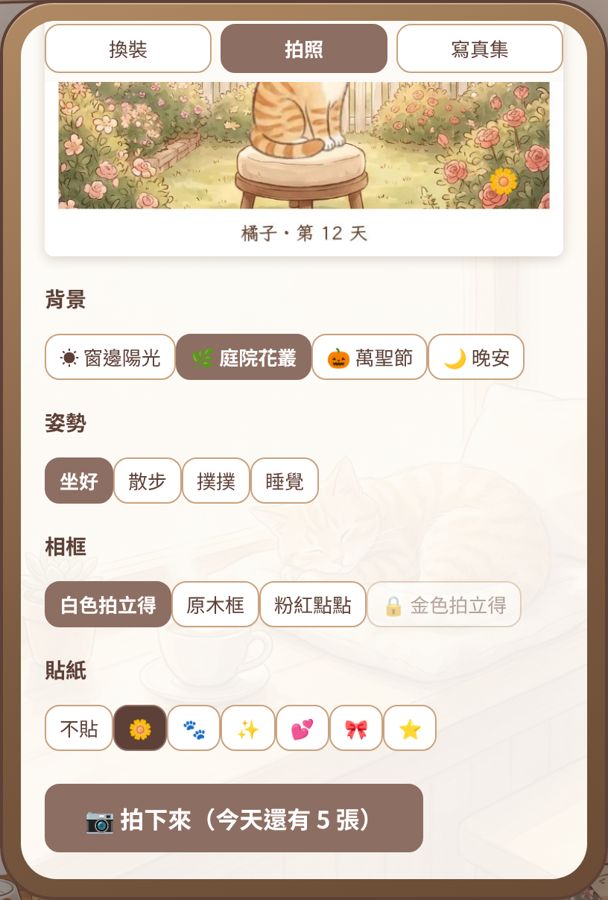 換裝 拍照 寫真集
橘子・第 12 天
背景
窗邊陽光 庭院花叢 萬聖節 晚安
姿勢
坐好 散步 撲撲 睡覺
相框
白色拍立得 原木框 粉紅點點 金色拍立得
貼紙
不貼
拍下來（今天還有 5 張）